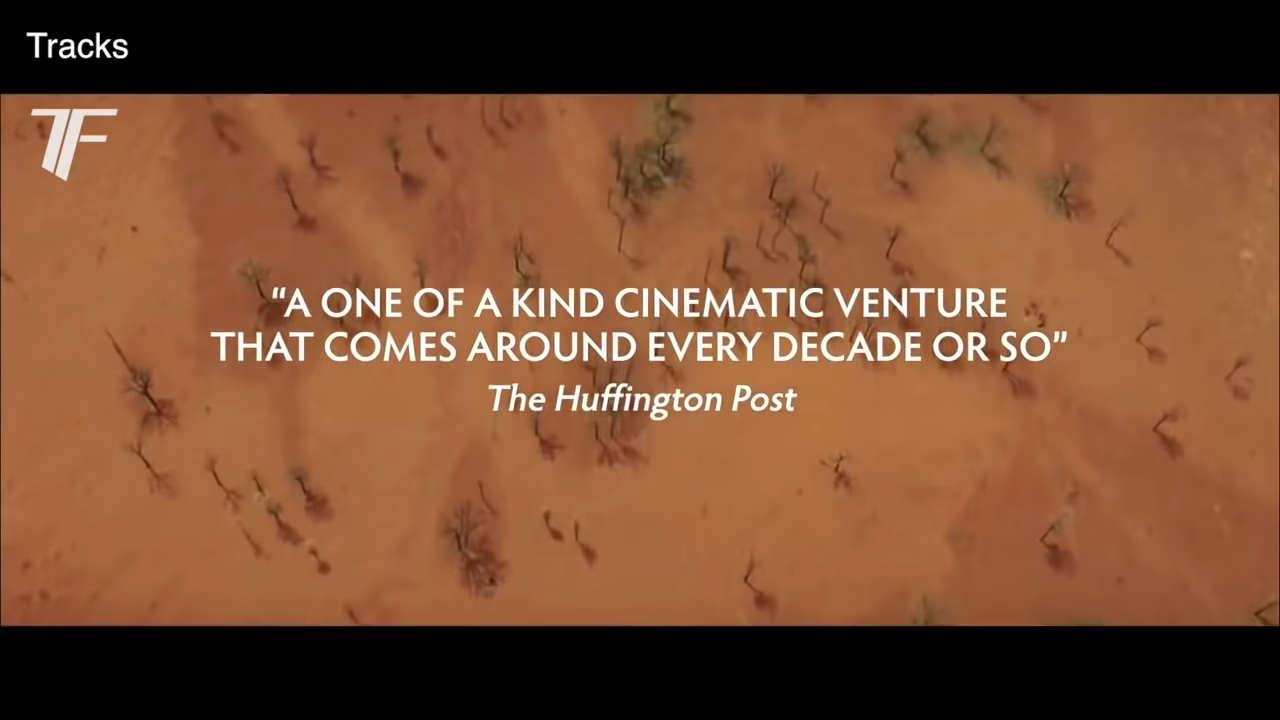 Tracks
TF
“A ONE OF A KIND CINEMATIC VENTURE
THAT COMES AROUND EVERY DECADE OR SO”
The Huffington Post